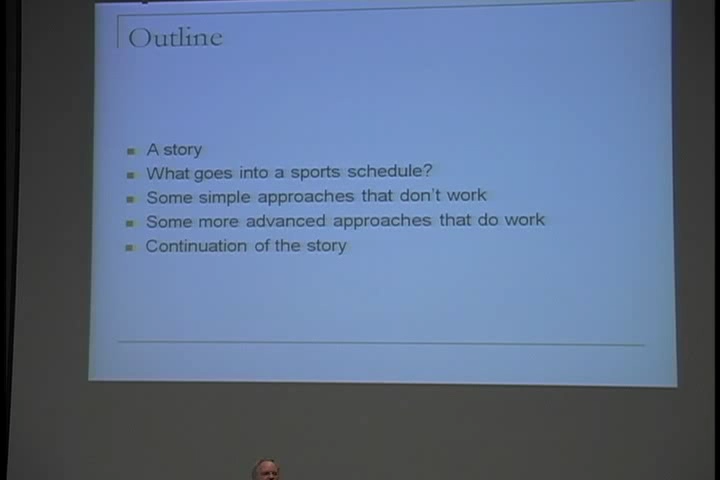 Outline
A story
What goes into a sports schedule?
Some simple approaches that don't work
Some more advanced approaches that do work
Continuation of the story